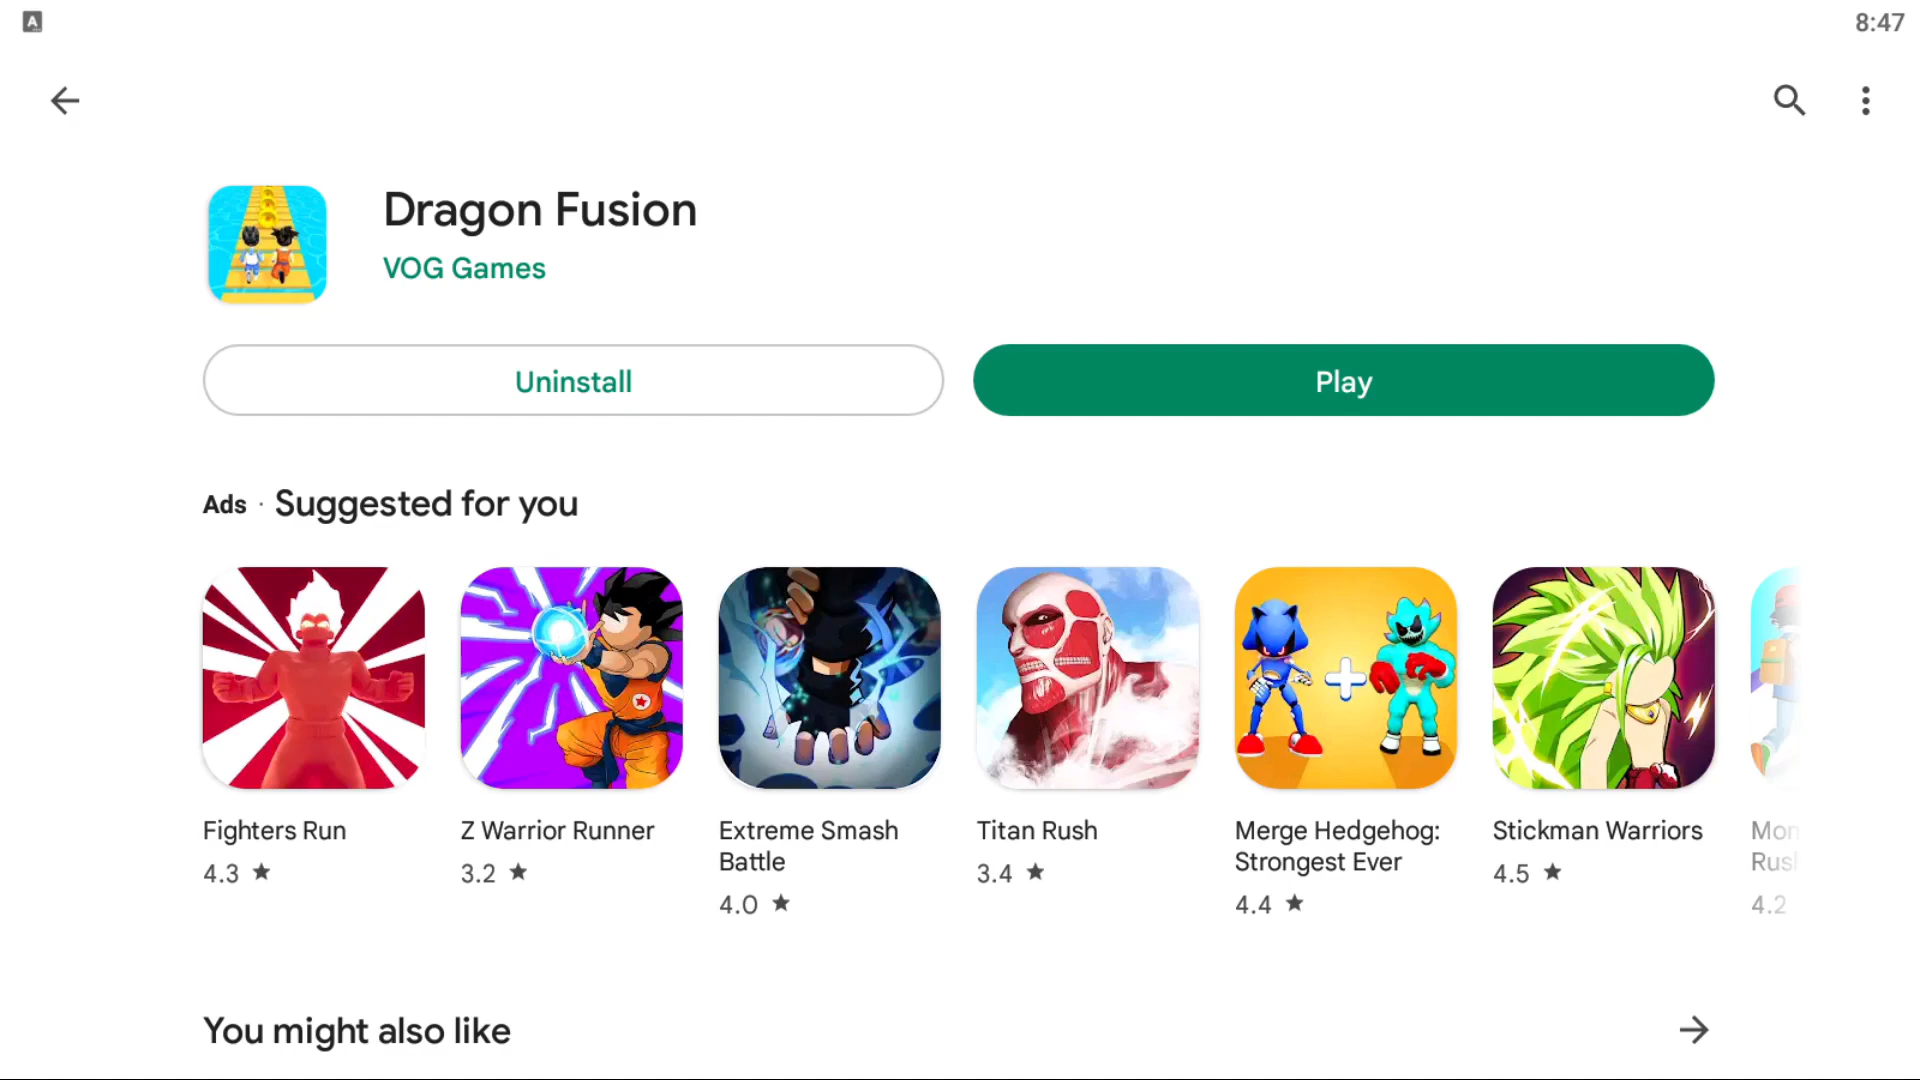 8:47
Dragon Fusion
VOG Games
Uninstall
Play
Ads · Suggested for you
Fighters Run
4.3 ★
Z Warrior Runner
3.2 ★
Extreme Smash
Battle
4.0 ★
Titan Rush
3.4 ★
Merge Hedgehog:
Strongest Ever
4.4 ★
Stickman Warriors
4.5 ★
4.2
You might also like